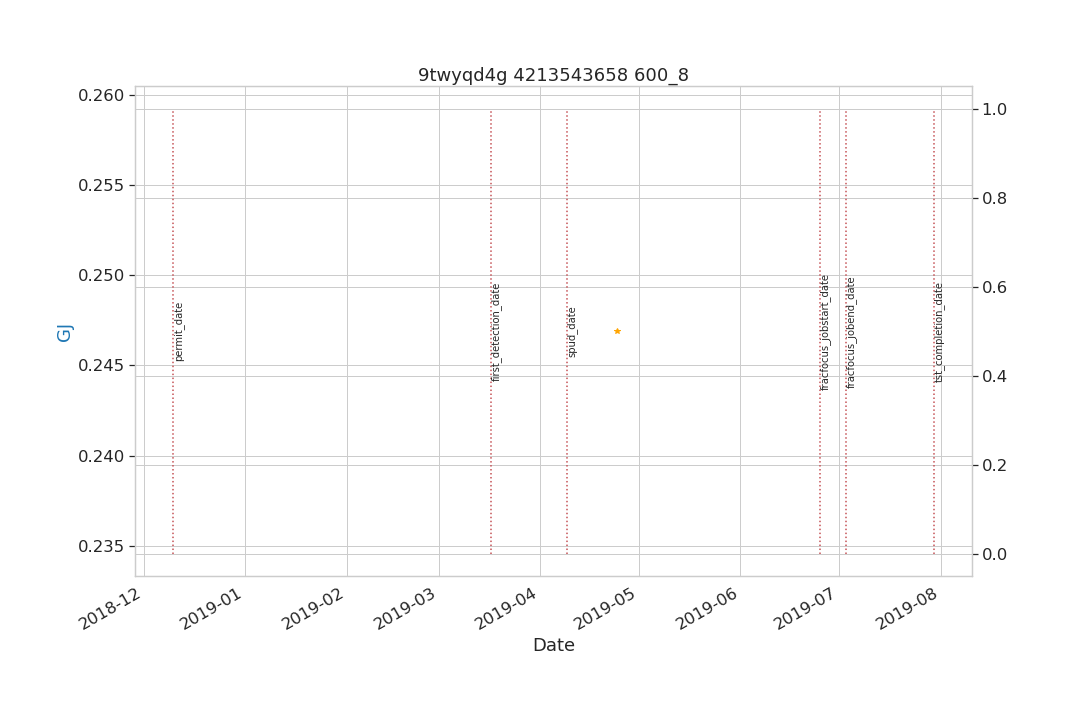 9twyqd4g 4213543658 600_8
0.260
0.255
0.250
0.245
0.240
0.235
GJ
1.0
0.8
0.6
0.4
0.2
0.0
permit_date
first_detection_date
spud_date
fracfocus_jobstart_date
fracfocus_jobend_date
tst_completion_date
2018-12
2019-01
2019-02
2019-03
2019-04
2019-05
2019-06
2019-07
2019-08
Date